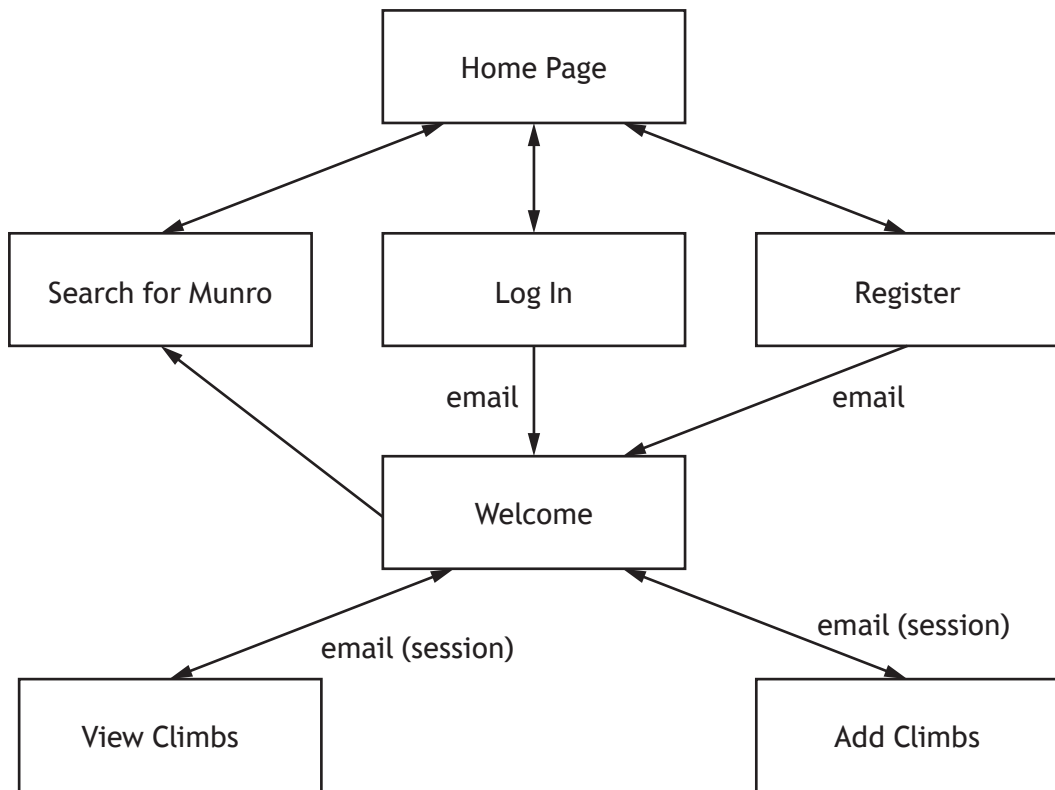 Home Page
Search for Munro
Log In
Register
email
email
Welcome
email (session)
email (session)
View Climbs
Add Climbs